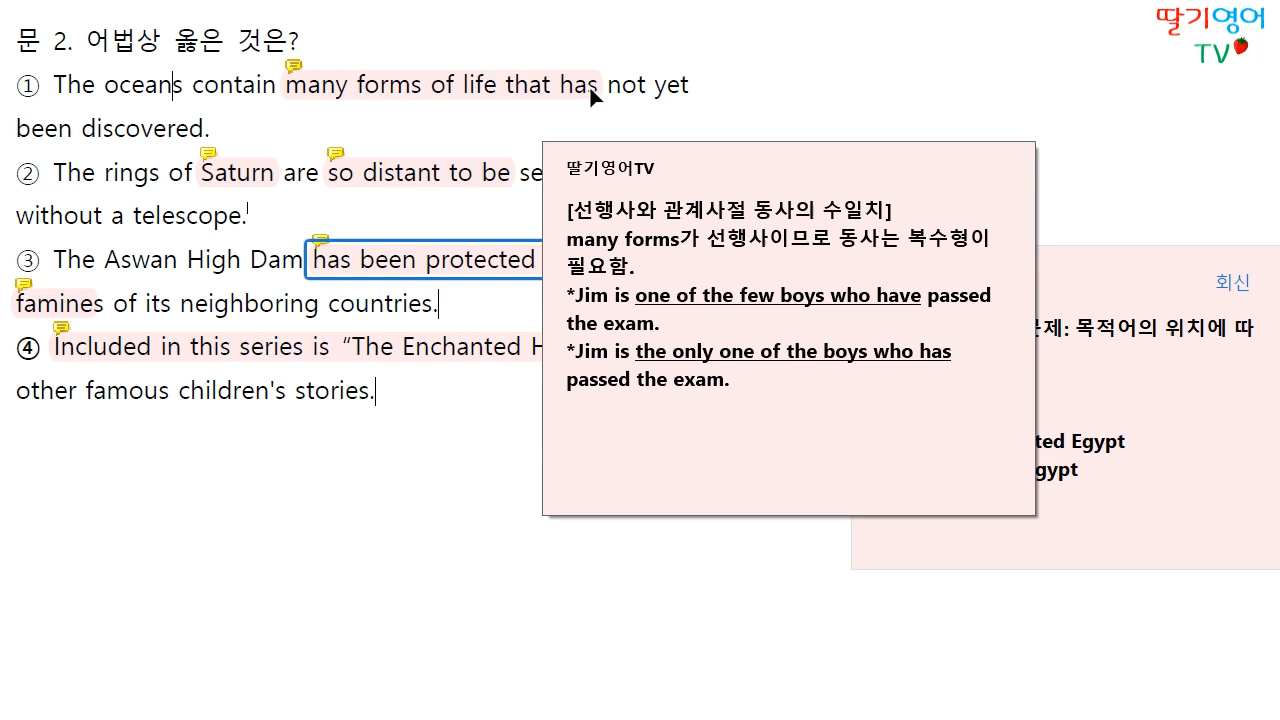 딸기영어
TV
문 2. 어법상 옳은 것은?
① The oceans contain many forms of life that has not yet
been discovered.
② The rings of Saturn are so distant to be se
without a telescope.
③ The Aswan High Dam has been protected
famines of its neighboring countries.
④ Included in this series is “The Enchanted H
other famous children's stories.
딸기영어TV
[선행사와 관계사절 동사의 수일치]
many forms가 선행사이므로 동사는 복수형이
필요함.
*Jim is one of the few boys who have passed
the exam.
*Jim is the only one of the boys who has
passed the exam.
회신
문제: 목적어의 위치에 따
ted Egypt
gypt